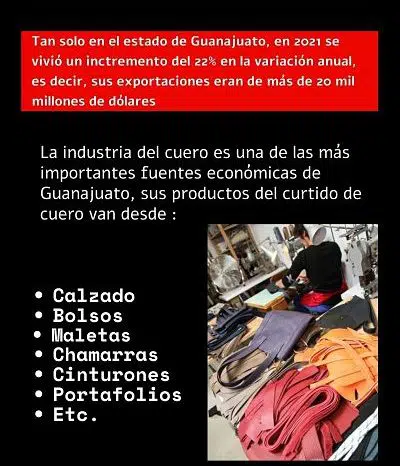 Tan solo en el estado de Guanajuato, en 2021 se
vivió un inctremento del 22% en la variación anual,
es decir, sus exportaciones eran de más de 20 mil
millones de dólares
La industria del cuero es una de las más
importantes fuentes económicas de
Guanajuato, sus productos del curtido de
cuero van desde :
• Calzado
• Bolsos
• Maletas
• Chamarras
• Cinturones
• Portafolios
• Etc.